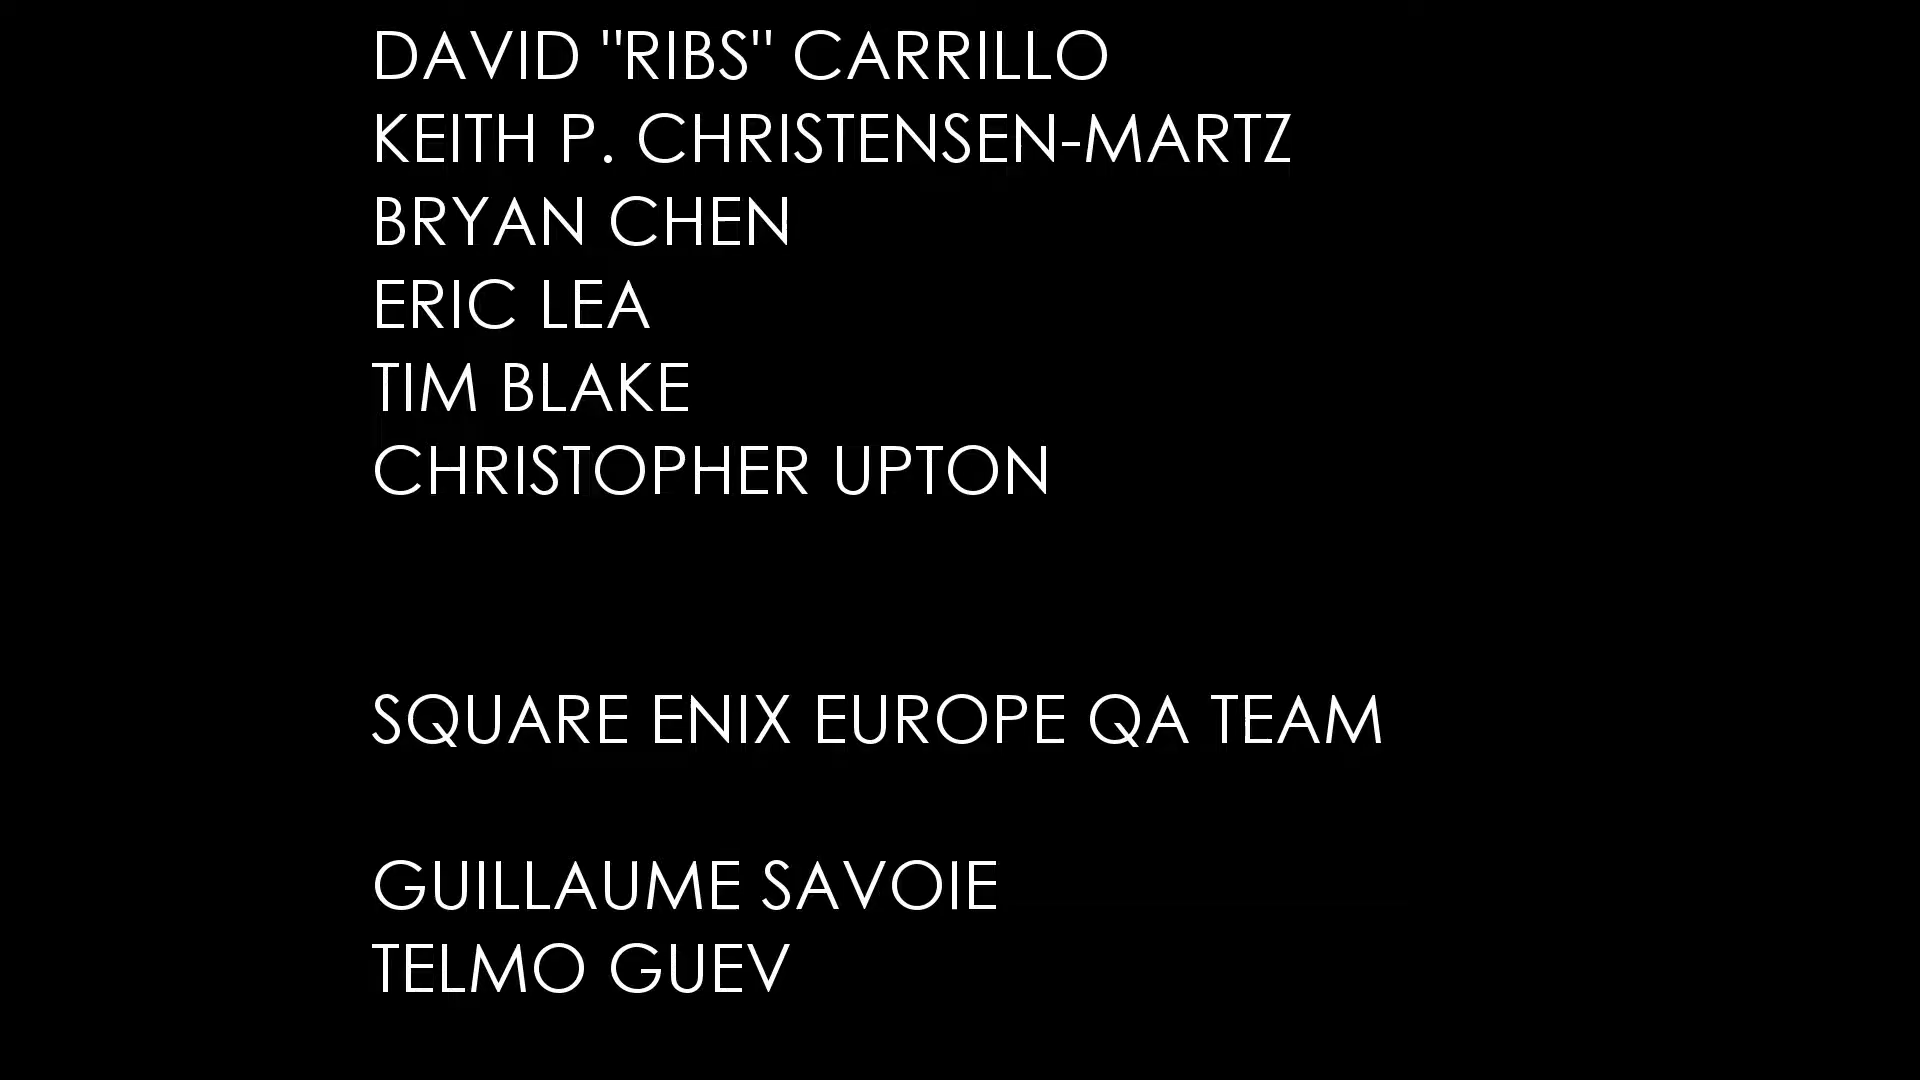 DAVID "RIBS" CARRILLO
KEITH P. CHRISTENSEN-MARTZ
BRYAN CHEN
ERIC LEA
TIM BLAKE
CHRISTOPHER UPTON
SQUARE ENIX EUROPE QA TEAM
GUILLAUME SAVOIE
TELMO GUEV